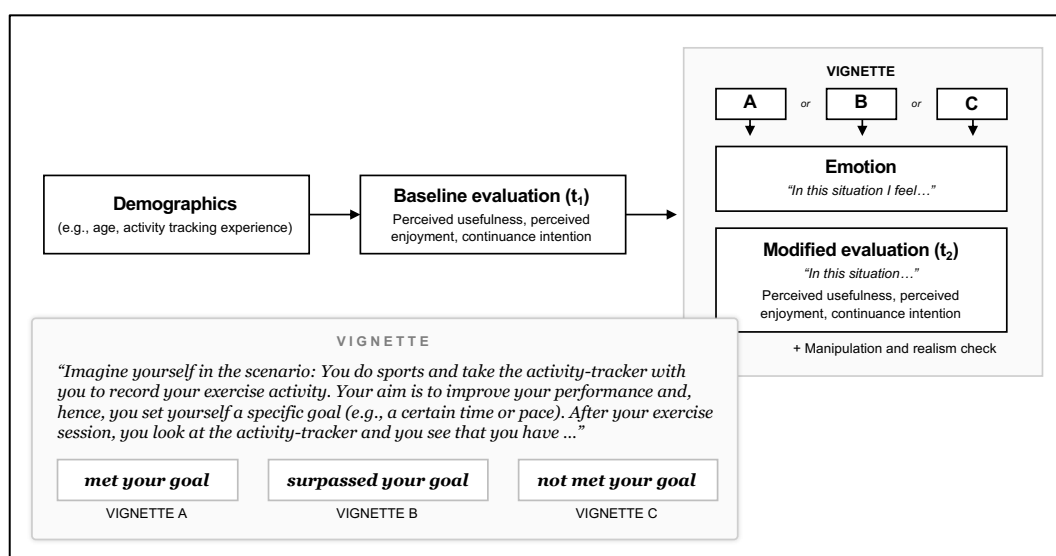 VIGNETTE
A or B or C
Emotion
“In this situation I feel…”
Demographics
(e.g., age, activity tracking experience)
Baseline evaluation (t₁)
Perceived usefulness, perceived
enjoyment, continuance intention
Modified evaluation (t₂)
“In this situation…”
Perceived usefulness, perceived
enjoyment, continuance intention
+ Manipulation and realism check
VIGNETTE
“Imagine yourself in the scenario: You do sports and take the activity-tracker with
you to record your exercise activity. Your aim is to improve your performance and,
hence, you set yourself a specific goal (e.g., a certain time or pace). After your exercise
session, you look at the activity-tracker and you see that you have ...”
met your goal
VIGNETTE A
surpassed your goal
VIGNETTE B
not met your goal
VIGNETTE C